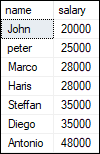 name salary
John 20000
peter 25000
Marco 28000
Haris 28000
Steffan 35000
Diego 35000
Antonio 48000